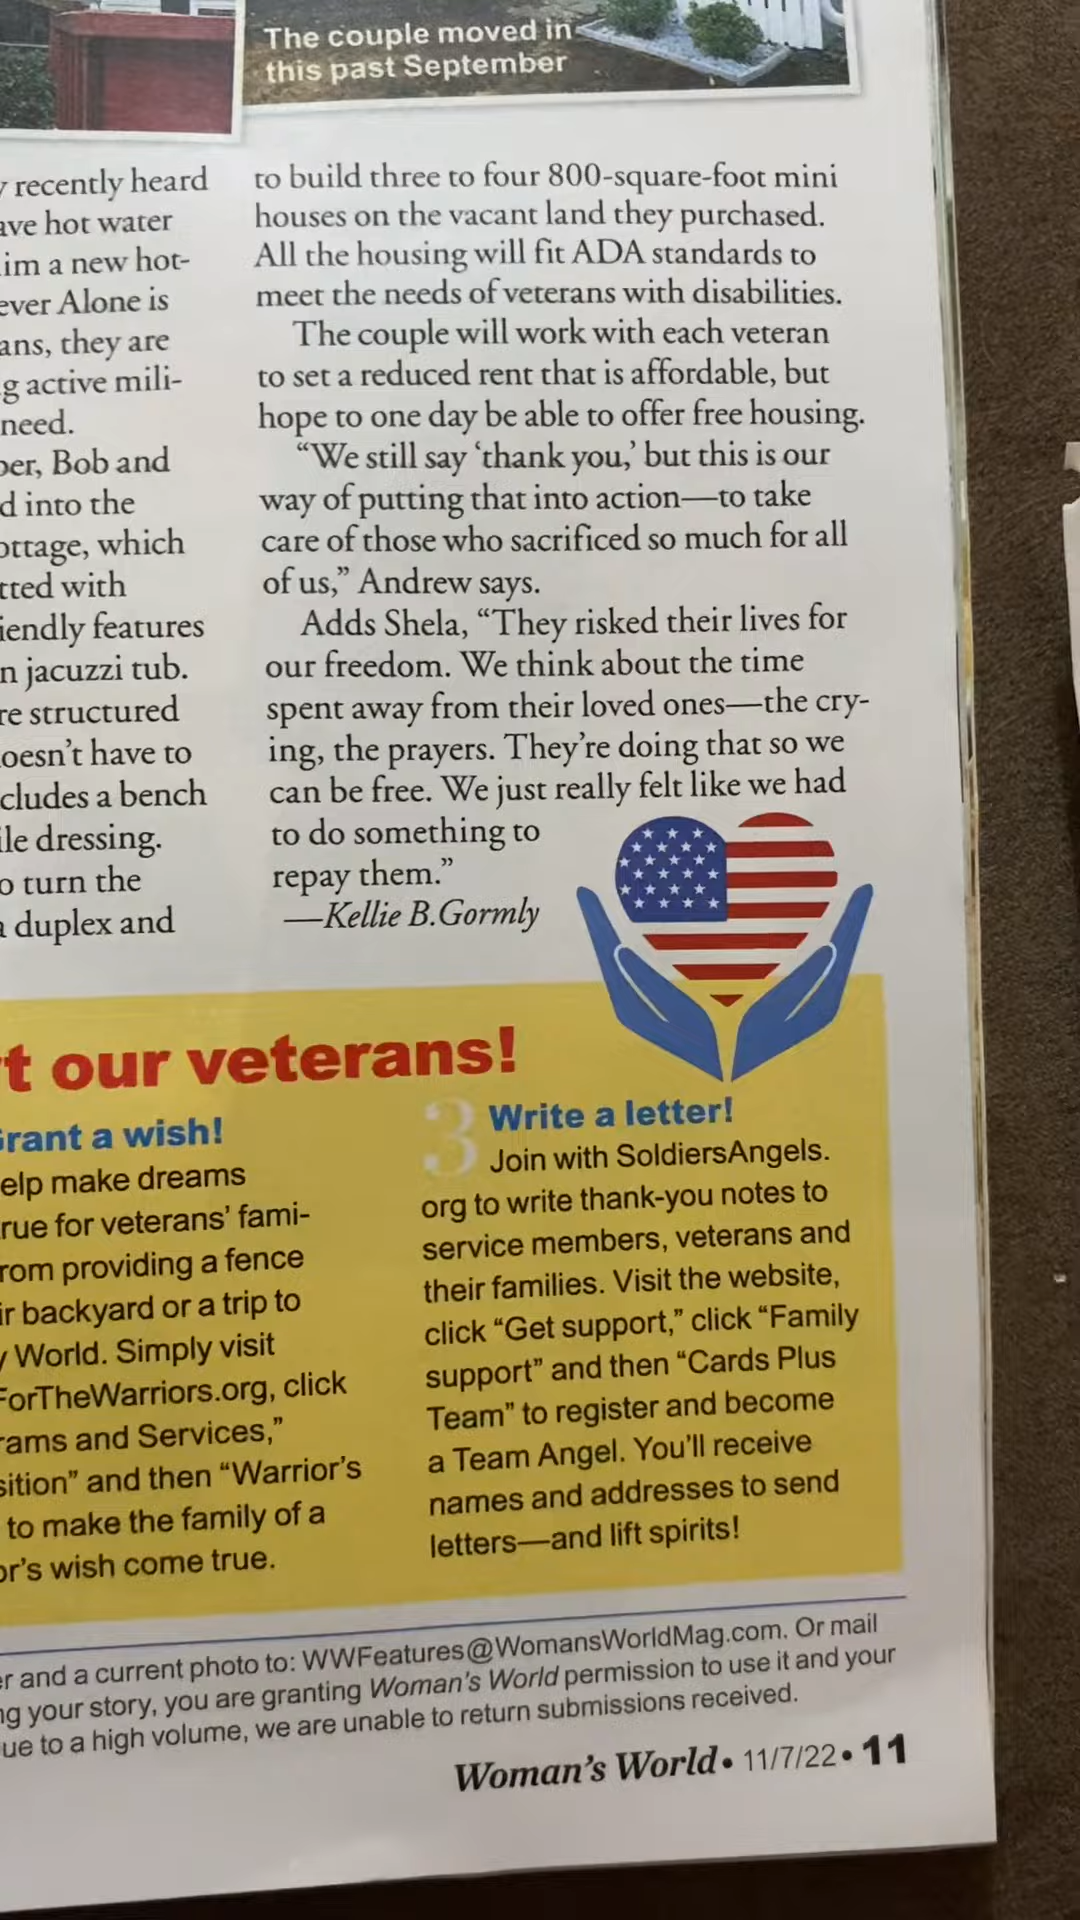 The couple moved in
this past September
recently heard
have hot water
im a new hot-
ever Alone is
ans, they are
g active mili-
need.
ber, Bob and
d into the
ottage, which
tted with
iendly features
n jacuzzi tub.
re structured
oesn't have to
cludes a bench
ile dressing.
o turn the
a duplex and
to build three to four 800-square-foot mini
houses on the vacant land they purchased.
All the housing will fit ADA standards to
meet the needs of veterans with disabilities.
The couple will work with each veteran
to set a reduced rent that is affordable, but
hope to one day be able to offer free housing.
“We still say ‘thank you,’ but this is our
way of putting that into action—to take
care of those who sacrificed so much for all
of us,” Andrew says.
Adds Shela, “They risked their lives for
our freedom. We think about the time
spent away from their loved ones—the cry-
ing, the prayers. They’re doing that so we
can be free. We just really felt like we had
to do something to
repay them.”
—Kellie B.Gormly
t our veterans!
Grant a wish!
elp make dreams
rue for veterans’ fami-
rom providing a fence
ir backyard or a trip to
y World. Simply visit
ForTheWarriors.org, click
rams and Services,”
sition” and then “Warrior’s
to make the family of a
or’s wish come true.
3 Write a letter!
Join with SoldiersAngels.
org to write thank-you notes to
service members, veterans and
their families. Visit the website,
click “Get support,” click “Family
support” and then “Cards Plus
Team” to register and become
a Team Angel. You’ll receive
names and addresses to send
letters—and lift spirits!
er and a current photo to: WWFeatures@WomansWorldMag.com. Or mail
ng your story, you are granting Woman’s World permission to use it and your
ue to a high volume, we are unable to return submissions received.
Woman’s World • 11/7/22 • 11